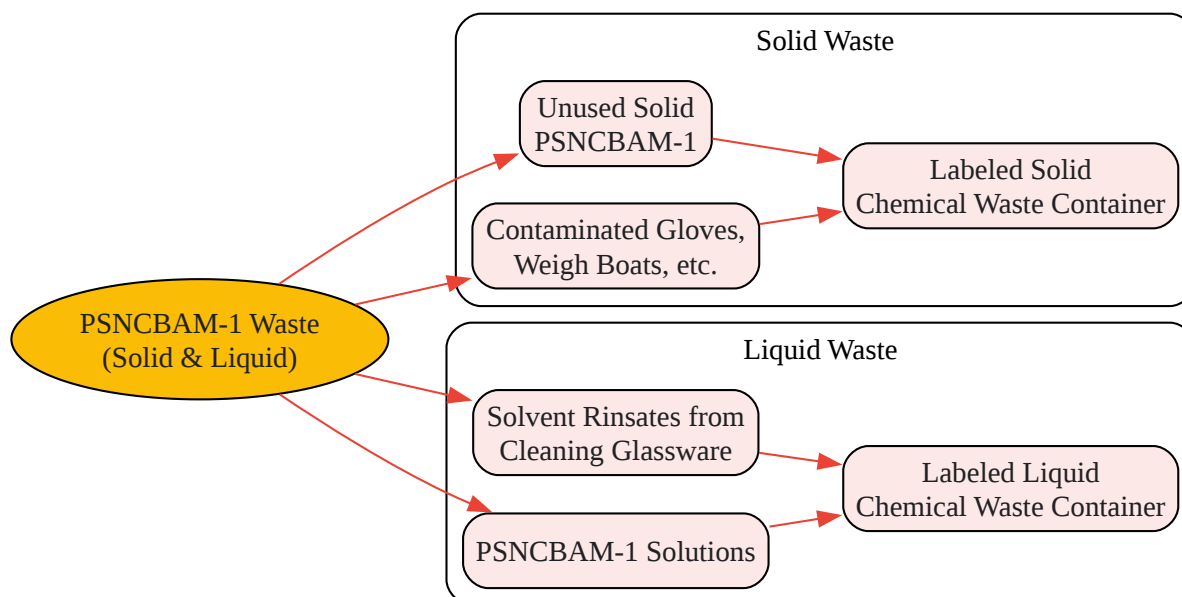 Solid Waste
Unused Solid
PSNCBAM-1
Labeled Solid
Chemical Waste Container
Contaminated Gloves,
Weigh Boats, etc.
PSNCBAM-1 Waste
(Solid & Liquid)
Liquid Waste
Solvent Rinsates from
Cleaning Glassware
Labeled Liquid
Chemical Waste Container
PSNCBAM-1 Solutions